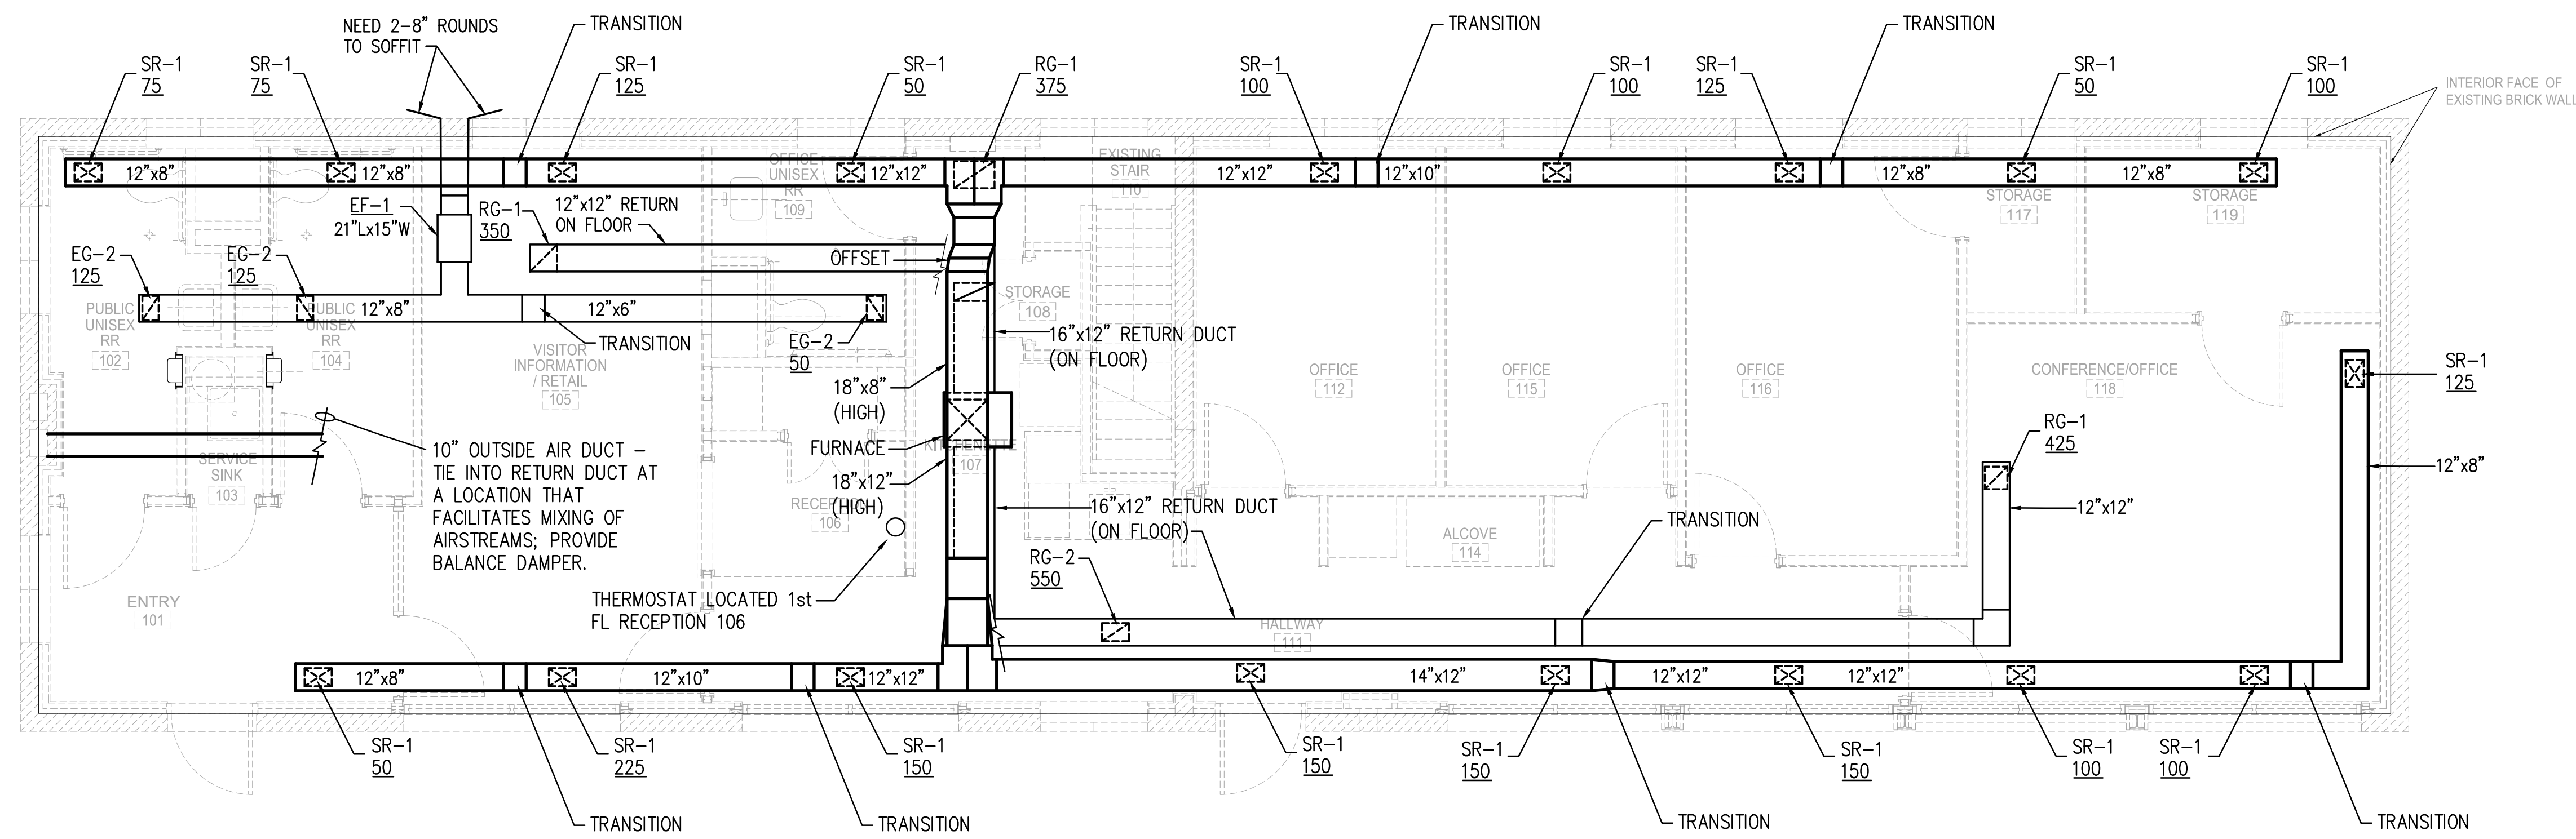 NEED 2-8" ROUNDS
TO SOFFIT
TRANSITION
TRANSITION
TRANSITION
SR-1
75
SR-1
75
SR-1
125
SR-1
50
RG-1
375
SR-1
100
SR-1
100
SR-1
125
SR-1
50
SR-1
100
INTERIOR FACE OF
EXISTING BRICK WALL
12"x8"
12"x8"
12"x12"
12"x12"
12"x10"
12"x8"
12"x8"
OFFICE
UNISEX
RR
109
EXISTING
STAIR
110
STORAGE
117
STORAGE
119
EF-1
21"Lx15"W
RG-1
350
12"x12" RETURN
ON FLOOR
OFFSET
EG-2
125
EG-2
125
PUBLIC
UNISEX
RR
102
PUBLIC
UNISEX
RR
104
12"x8"
12"x6"
TRANSITION
VISITOR
INFORMATION
/ RETAIL
105
EG-2
50
STORAGE
108
16"x12" RETURN DUCT
(ON FLOOR)
18"x8"
(HIGH)
FURNACE
KITCHENETTE
107
18"x12"
(HIGH)
OFFICE
112
OFFICE
115
OFFICE
116
CONFERENCE/OFFICE
118
SR-1
125
RG-1
425
12"x8"
12"x12"
10" OUTSIDE AIR DUCT –
TIE INTO RETURN DUCT AT
A LOCATION THAT
FACILITATES MIXING OF
AIRSTREAMS; PROVIDE
BALANCE DAMPER.
SERVICE
SINK
103
RECEPTION
106
16"x12" RETURN DUCT
(ON FLOOR)
TRANSITION
ALCOVE
114
RG-2
550
THERMOSTAT LOCATED 1st
FL RECEPTION 106
ENTRY
101
HALLWAY
111
12"x8"
12"x10"
12"x12"
14"x12"
12"x12"
12"x12"
SR-1
50
SR-1
225
SR-1
150
SR-1
150
SR-1
150
SR-1
150
SR-1
100
SR-1
100
TRANSITION
TRANSITION
TRANSITION
TRANSITION